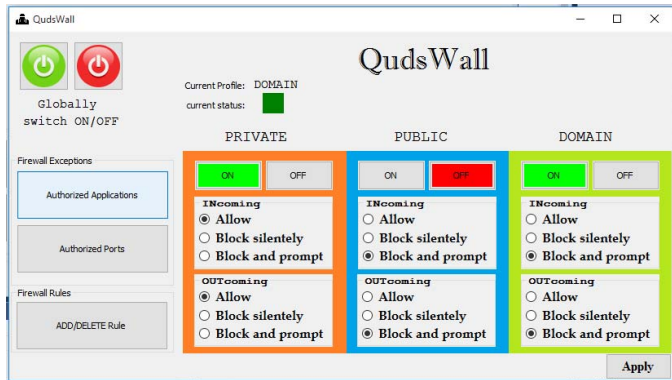 QudsWall
QudsWall
Current Profile: DOMAIN
current status:
Globally
switch ON/OFF
PRIVATE PUBLIC DOMAIN
Firewall Exceptions
ON OFF ON OFF ON OFF
Authorized Applications
INcoming INcoming INcoming
Allow Allow Allow
Block silentely Block silentely Block silentely
Authorized Ports
Block and prompt Block and prompt Block and prompt
OUTcoming OUTcoming OUTcoming
Firewall Rules
Allow Allow Allow
Block silentely Block silentely Block silentely
ADD/DELETE Rule
Block and prompt Block and prompt Block and prompt
Apply